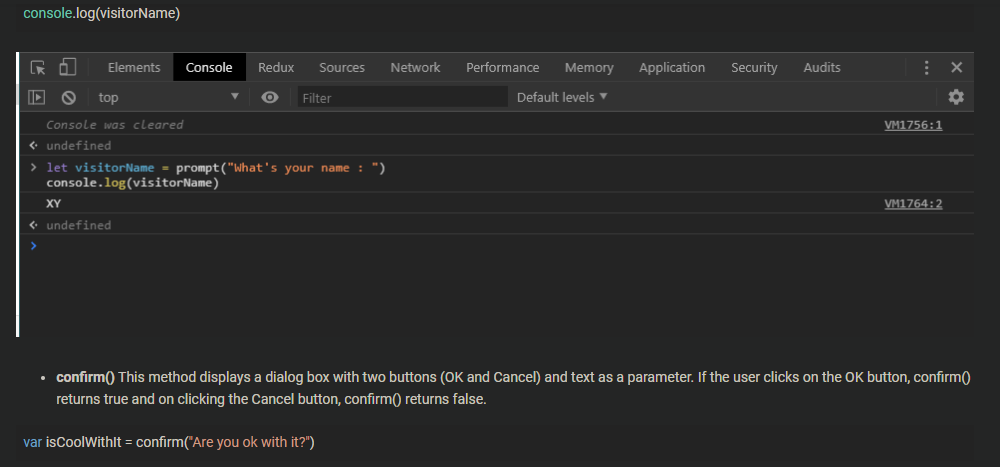 console.log(visitorName)
Elements Console Redux Sources Network Performance Memory Application Security Audits
top Filter Default levels
Console was cleared VM1756:1
undefined
let visitorName = prompt("What's your name : ")
console.log(visitorName)
XY VM1764:2
undefined
• confirm() This method displays a dialog box with two buttons (OK and Cancel) and text as a parameter. If the user clicks on the OK button, confirm()
returns true and on clicking the Cancel button, confirm() returns false.
var isCoolWithIt = confirm("Are you ok with it?")